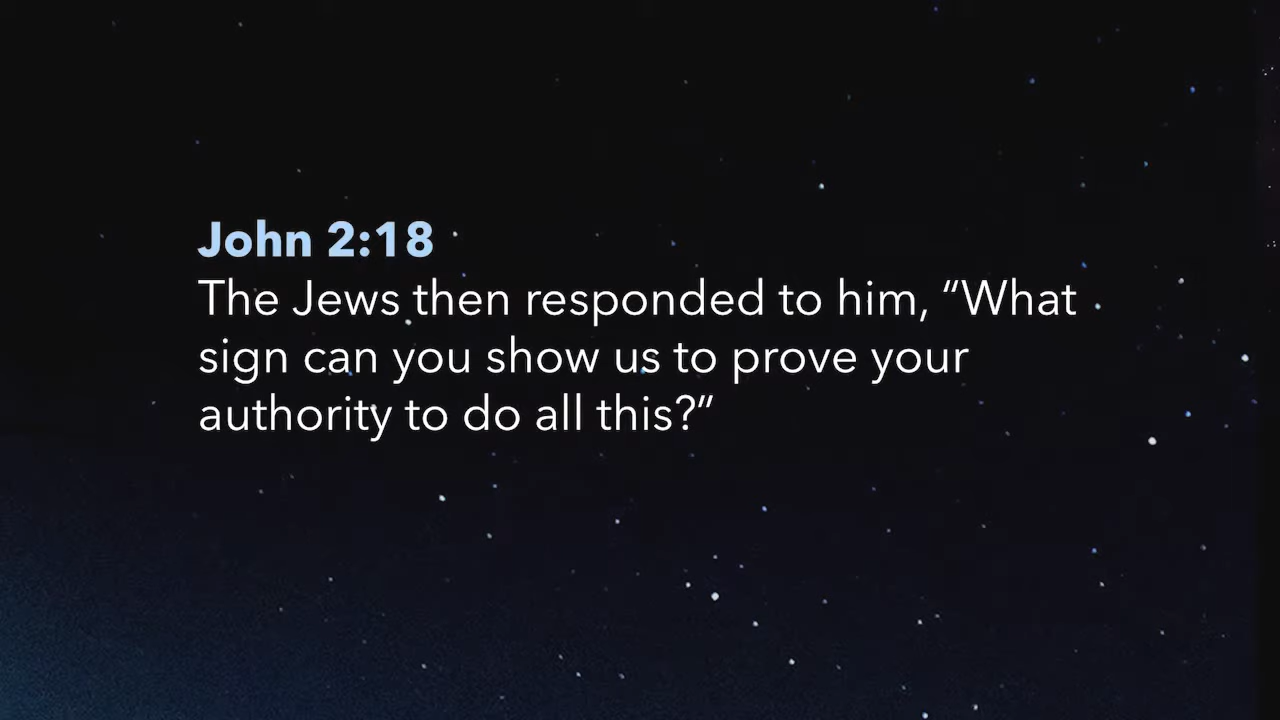 John 2:18
The Jews then responded to him, “What
sign can you show us to prove your
authority to do all this?”